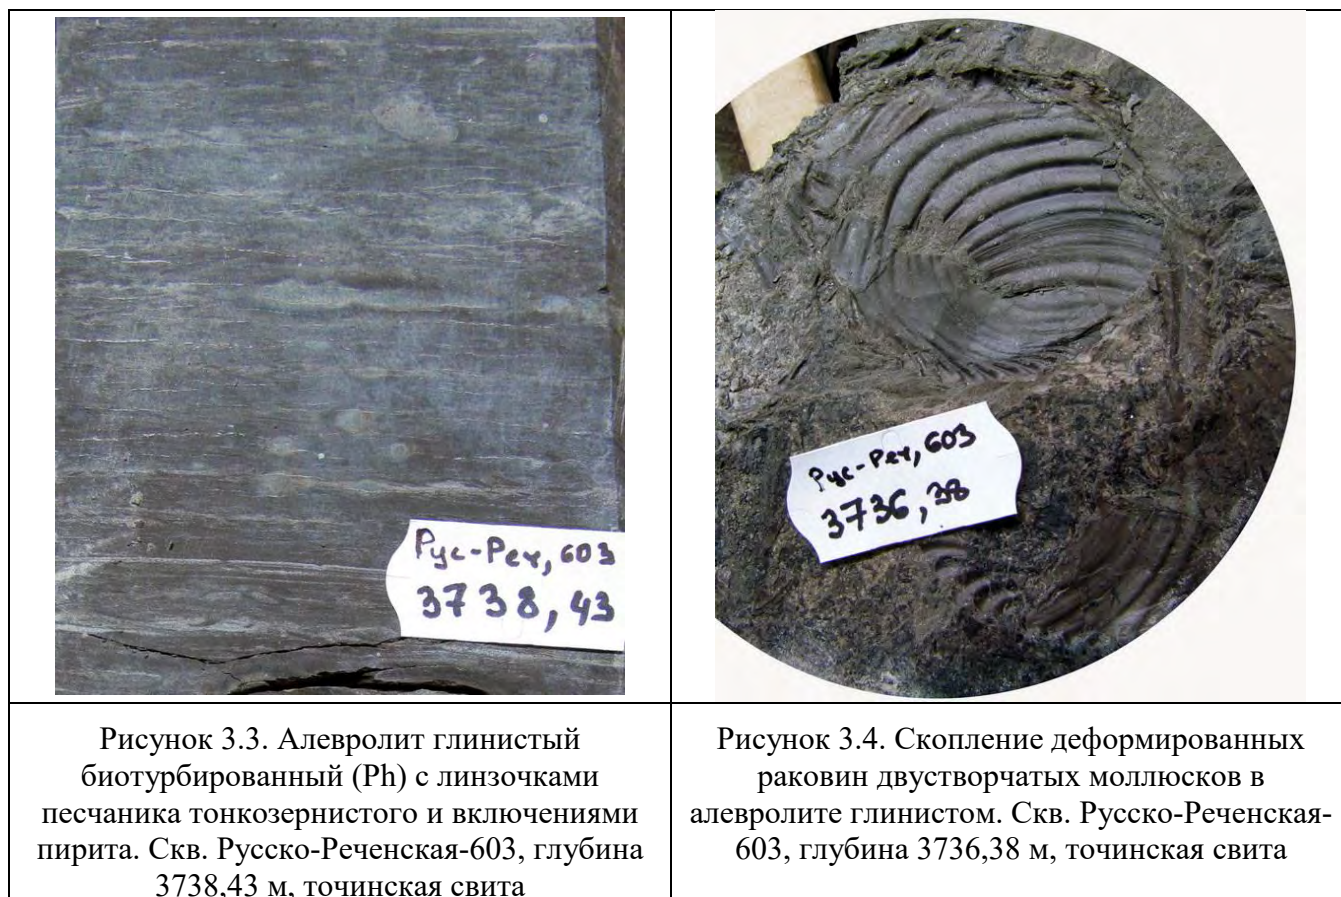 Рус-Реч, 603
3738,43
Рус-Реч, 603
3736,38
Рисунок 3.3. Алевролит глинистый
биотурбированный (Ph) с линзочками
песчаника тонкозернистого и включениями
пирита. Скв. Русско-Реченская-603, глубина
3738,43 м, точинская свита
Рисунок 3.4. Скопление деформированных
раковин двустворчатых моллюсков в
алевролите глинистом. Скв. Русско-Реченская-
603, глубина 3736,38 м, точинская свита